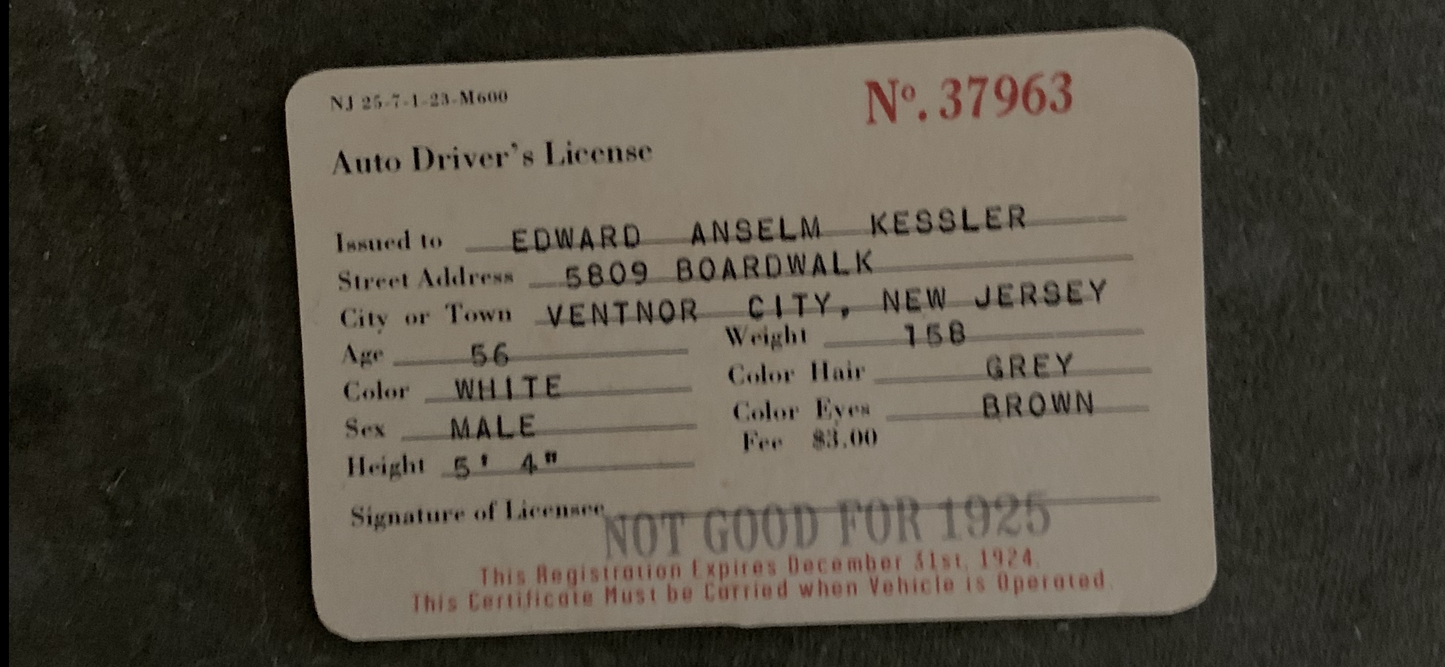 NJ 25-7-1-23-M600
No. 37963
Auto Driver's License
Issued to EDWARD ANSELM KESSLER
Street Address 5809 BOARDWALK
City or Town VENTNOR CITY, NEW JERSEY
Age 56 Weight 158
Color WHITE Color Hair GREY
Sex MALE Color Eyes BROWN
Height 5' 4" Fee $3.00
Signature of Licensee
NOT GOOD FOR 1925
This Registration Expires December 31st, 1924.
This Certificate Must be Carried when Vehicle is Operated.